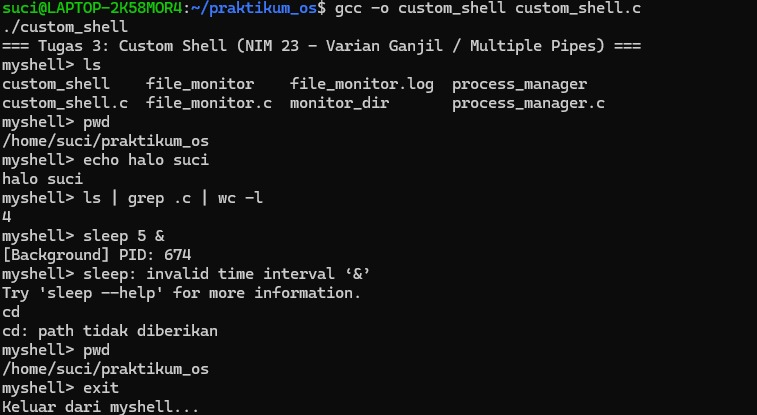 suci@LAPTOP-2K58MOR4:~/praktikum_os$ gcc -o custom_shell custom_shell.c
./custom_shell
=== Tugas 3: Custom Shell (NIM 23 - Varian Ganjil / Multiple Pipes) ===
myshell> ls
custom_shell    file_monitor    file_monitor.log  process_manager
custom_shell.c  file_monitor.c  monitor_dir       process_manager.c
myshell> pwd
/home/suci/praktikum_os
myshell> echo halo suci
halo suci
myshell> ls | grep .c | wc -l
4
myshell> sleep 5 &
[Background] PID: 674
myshell> sleep: invalid time interval ‘&’
Try 'sleep --help' for more information.
cd
cd: path tidak diberikan
myshell> pwd
/home/suci/praktikum_os
myshell> exit
Keluar dari myshell...